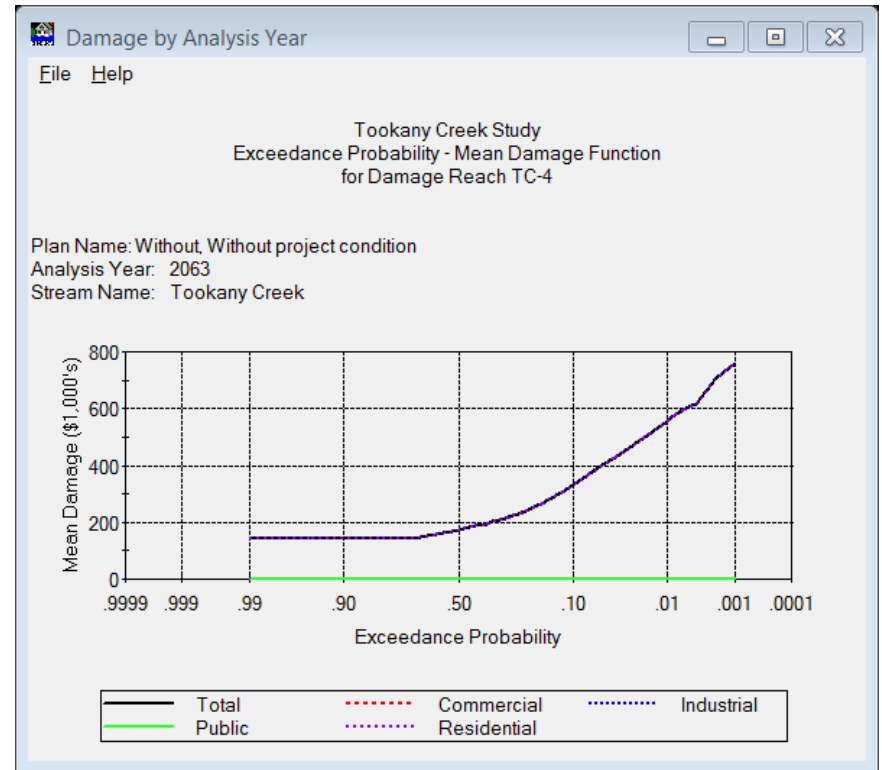 Damage by Analysis Year
File Help
Tookany Creek Study
Exceedance Probability - Mean Damage Function
for Damage Reach TC-4
Plan Name: Without, Without project condition
Analysis Year: 2063
Stream Name: Tookany Creek
Mean Damage ($1,000's)
800
600
400
200
0
.9999 .999 .99 .90 .50 .10 .01 .001 .0001
Exceedance Probability
Total Commercial Industrial
Public Residential